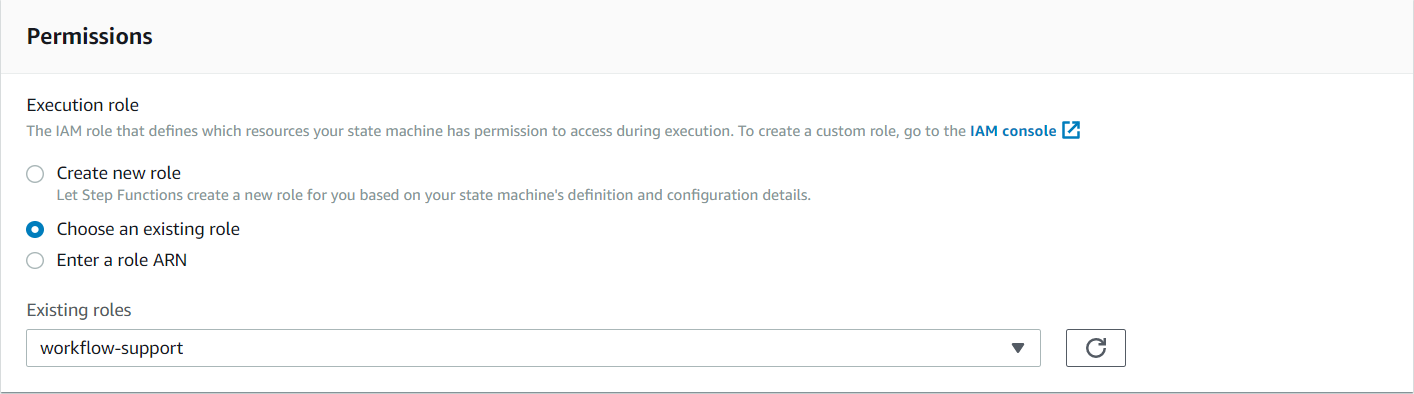 Permissions
Execution role
The IAM role that defines which resources your state machine has permission to access during execution. To create a custom role, go to the IAM console
Create new role
Let Step Functions create a new role for you based on your state machine's definition and configuration details.
Choose an existing role
Enter a role ARN
Existing roles
workflow-support